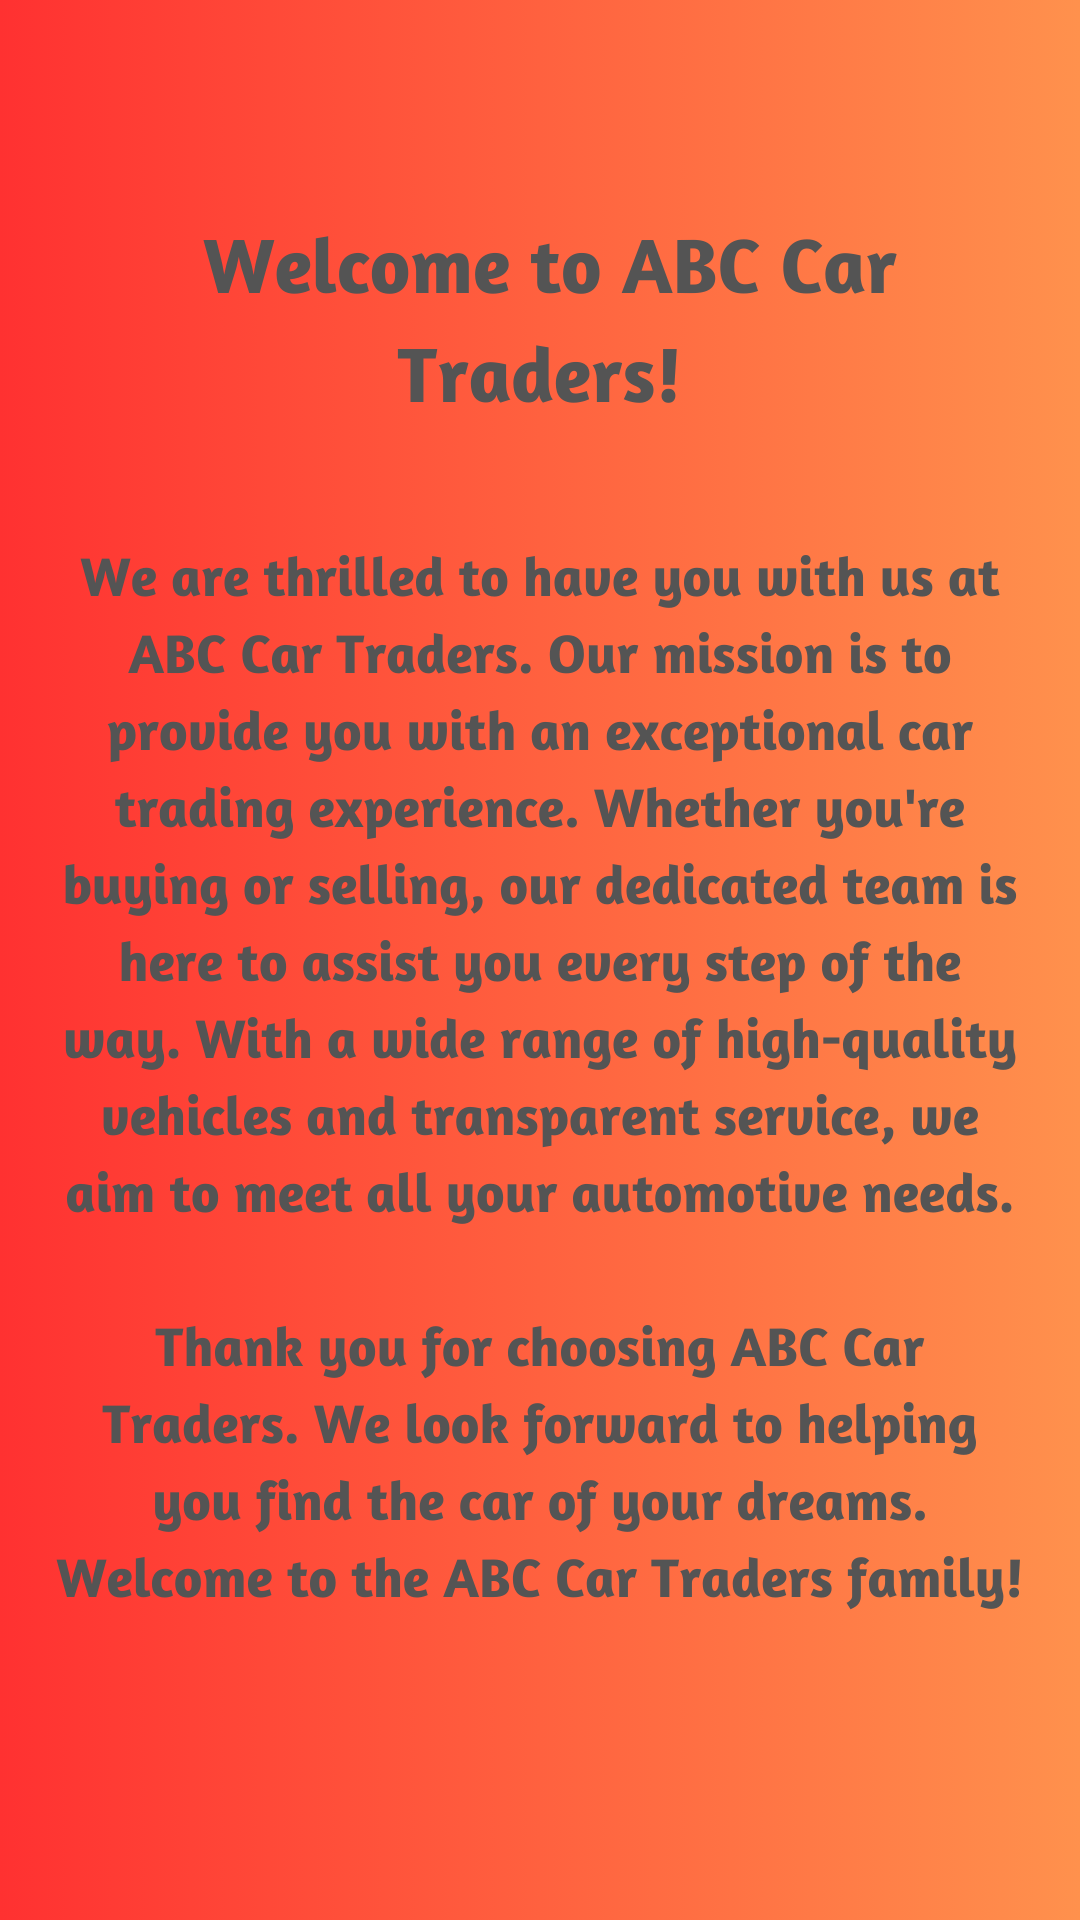 Welcome to ABC Car
Traders!
We are thrilled to have you with us at
ABC Car Traders. Our mission is to
provide you with an exceptional car
trading experience. Whether you're
buying or selling, our dedicated team is
here to assist you every step of the
way. With a wide range of high-quality
vehicles and transparent service, we
aim to meet all your automotive needs.
Thank you for choosing ABC Car
Traders. We look forward to helping
you find the car of your dreams.
Welcome to the ABC Car Traders family!